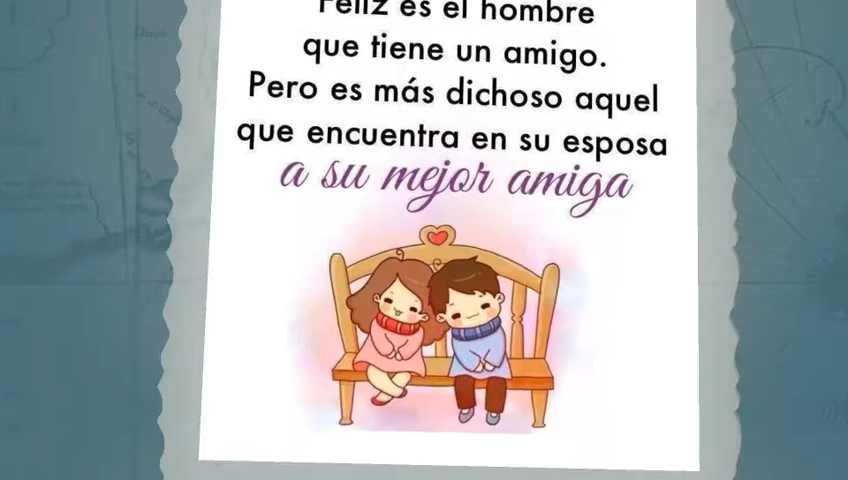 Feliz es el hombre
que tiene un amigo.
Pero es más dichoso aquel
que encuentra en su esposa
a su mejor amiga